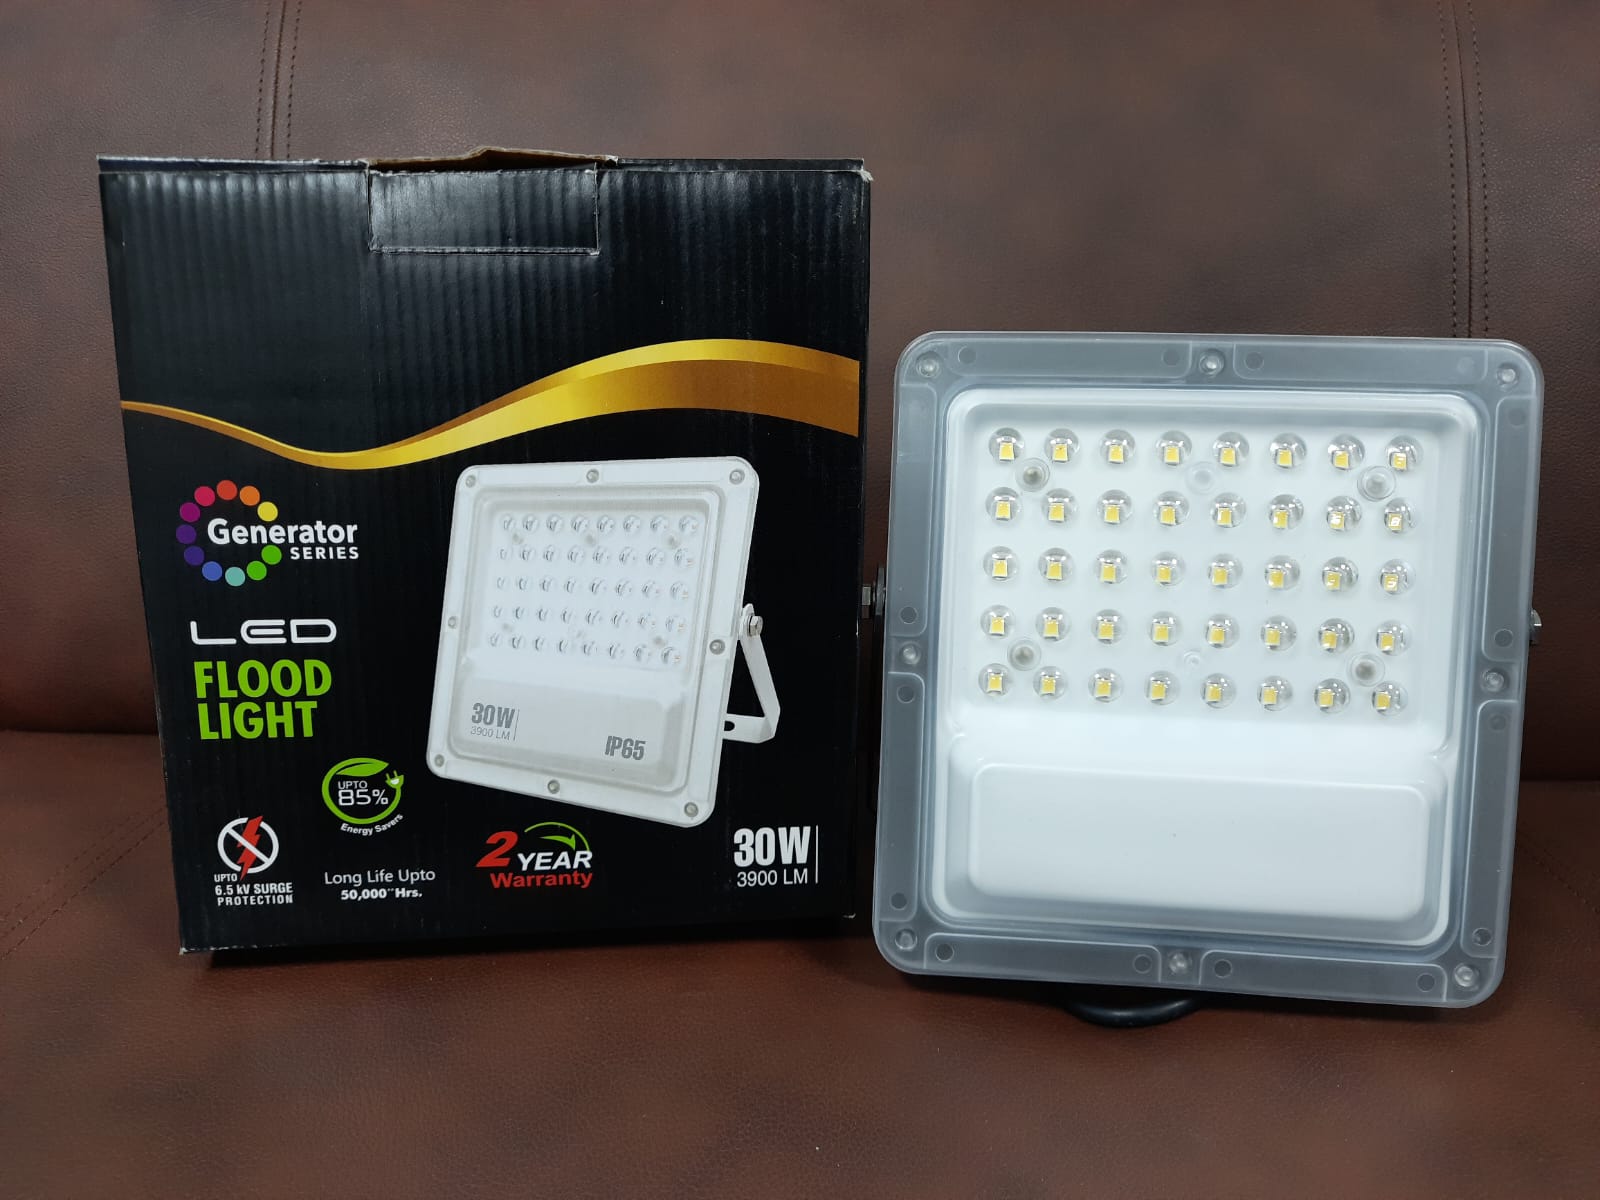 Generator
SERIES
LED
FLOOD
LIGHT
UPTO
85%
Energy Savers
UPTO
6.5 kV SURGE
PROTECTION
Long Life Upto
50,000** Hrs.
2 YEAR
Warranty
30W
3900 LM
IP65
30W
3900 LM